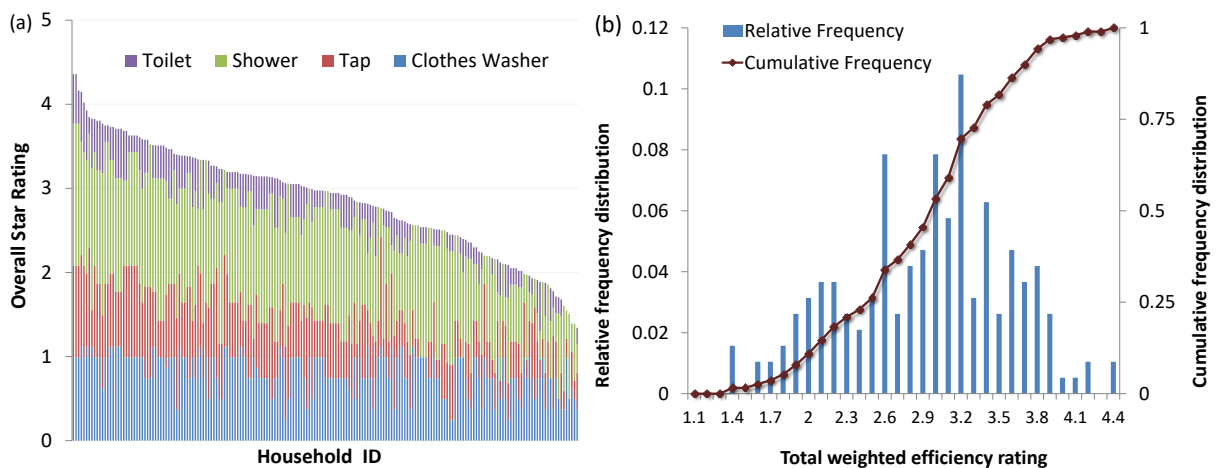 (a)
5
4
3
2
1
0
Overall Star Rating
Toilet Shower Tap Clothes Washer
Household ID
(b)
0.12
0.1
0.08
0.06
0.04
0.02
0
Relative frequency distribution
Relative Frequency
Cumulative Frequency
1
0.75
0.5
0.25
0
Cumulative frequency distribution
1.1 1.4 1.7 2 2.3 2.6 2.9 3.2 3.5 3.8 4.1 4.4
Total weighted efficiency rating